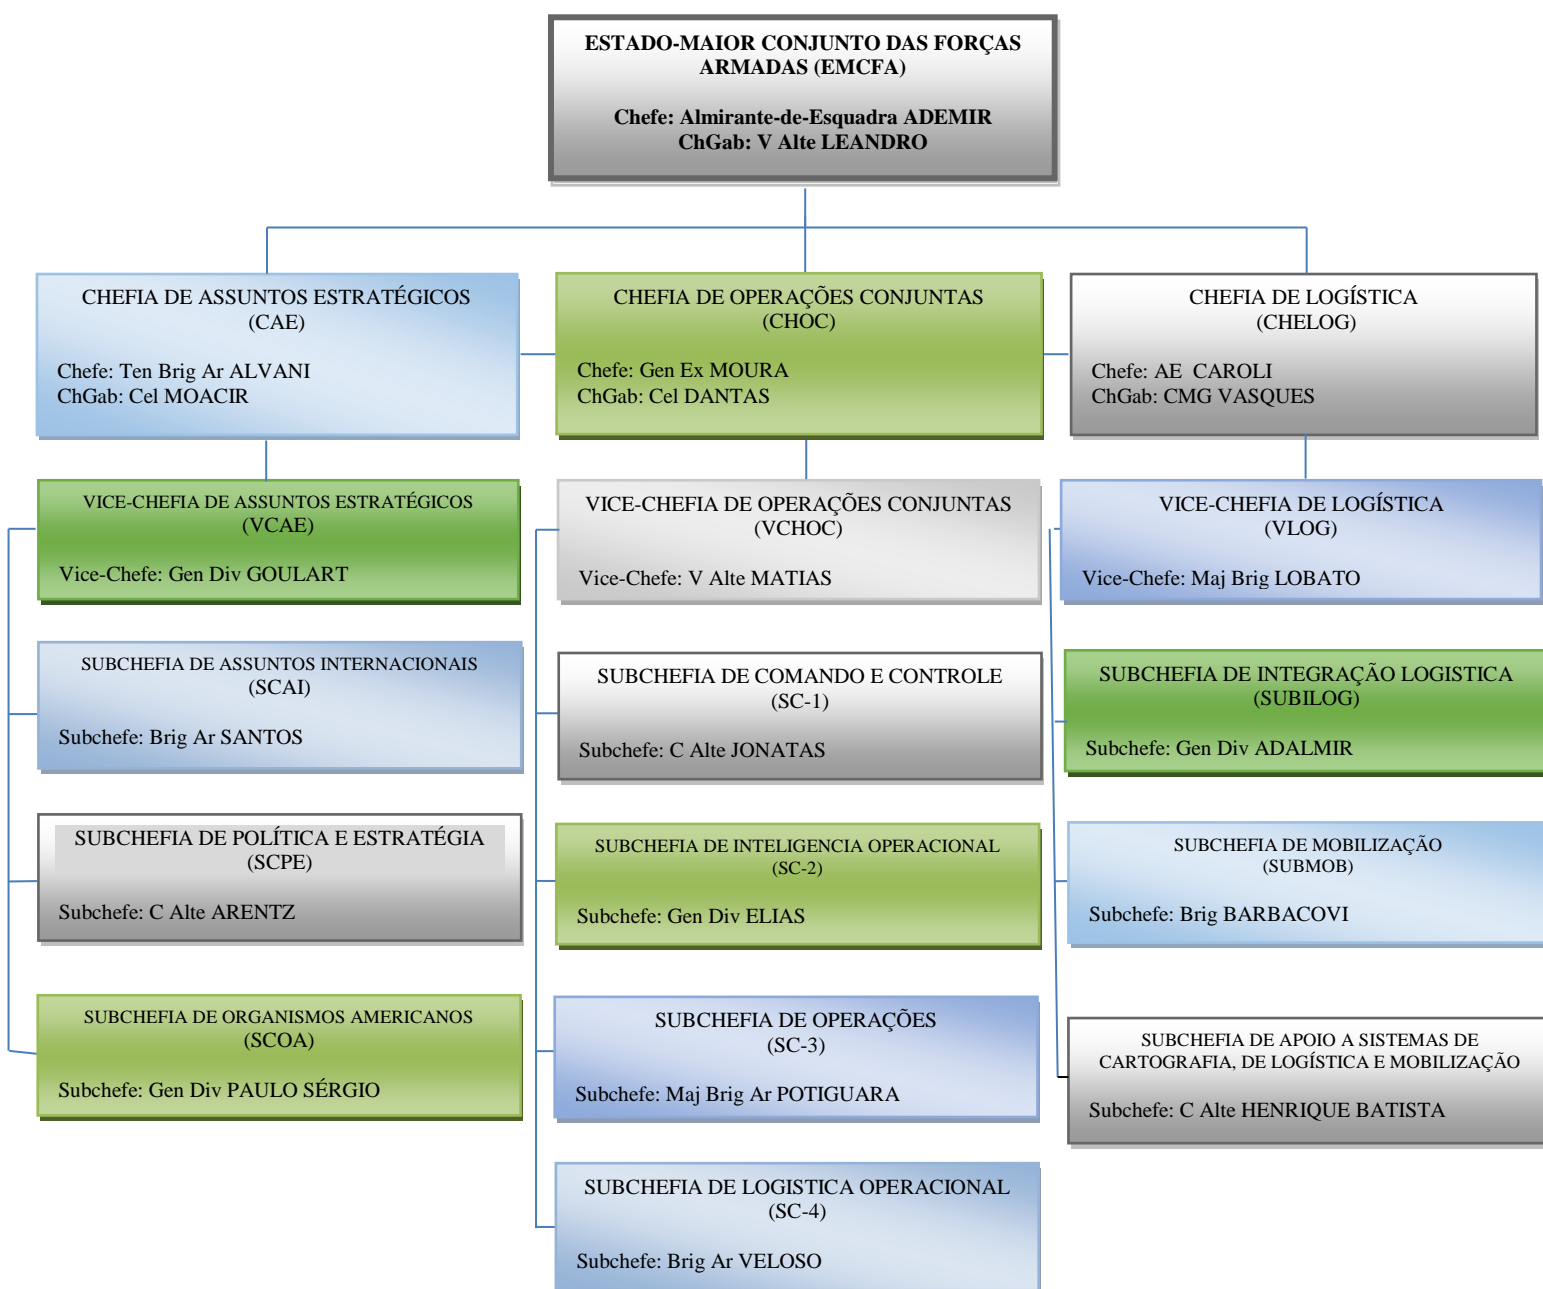 ESTADO-MAIOR CONJUNTO DAS FORÇAS
ARMADAS (EMCFA)
Chefe: Almirante-de-Esquadra ADEMIR
ChGab: V Alte LEANDRO
CHEFIA DE ASSUNTOS ESTRATÉGICOS
(CAE)
Chefe: Ten Brig Ar ALVANI
ChGab: Cel MOACIR
CHEFIA DE OPERAÇÕES CONJUNTAS
(CHOC)
Chefe: Gen Ex MOURA
ChGab: Cel DANTAS
CHEFIA DE LOGÍSTICA
(CHELOG)
Chefe: AE  CAROLI
ChGab: CMG VASQUES
VICE-CHEFIA DE ASSUNTOS ESTRATÉGICOS
(VCAE)
Vice-Chefe: Gen Div GOULART
VICE-CHEFIA DE OPERAÇÕES CONJUNTAS
(VCHOC)
Vice-Chefe: V Alte MATIAS
VICE-CHEFIA DE LOGÍSTICA
(VLOG)
Vice-Chefe: Maj Brig LOBATO
SUBCHEFIA DE ASSUNTOS INTERNACIONAIS
(SCAI)
Subchefe: Brig Ar SANTOS
SUBCHEFIA DE COMANDO E CONTROLE
(SC-1)
Subchefe: C Alte JONATAS
SUBCHEFIA DE INTEGRAÇÃO LOGISTICA
(SUBILOG)
Subchefe: Gen Div ADALMIR
SUBCHEFIA DE POLÍTICA E ESTRATÉGIA
(SCPE)
Subchefe: C Alte ARENTZ
SUBCHEFIA DE INTELIGENCIA OPERACIONAL
(SC-2)
Subchefe: Gen Div ELIAS
SUBCHEFIA DE MOBILIZAÇÃO
(SUBMOB)
Subchefe: Brig BARBACOVI
SUBCHEFIA DE ORGANISMOS AMERICANOS
(SCOA)
Subchefe: Gen Div PAULO SÉRGIO
SUBCHEFIA DE OPERAÇÕES
(SC-3)
Subchefe: Maj Brig Ar POTIGUARA
SUBCHEFIA DE APOIO A SISTEMAS DE
CARTOGRAFIA, DE LOGÍSTICA E MOBILIZAÇÃO
Subchefe: C Alte HENRIQUE BATISTA
SUBCHEFIA DE LOGISTICA OPERACIONAL
(SC-4)
Subchefe: Brig Ar VELOSO